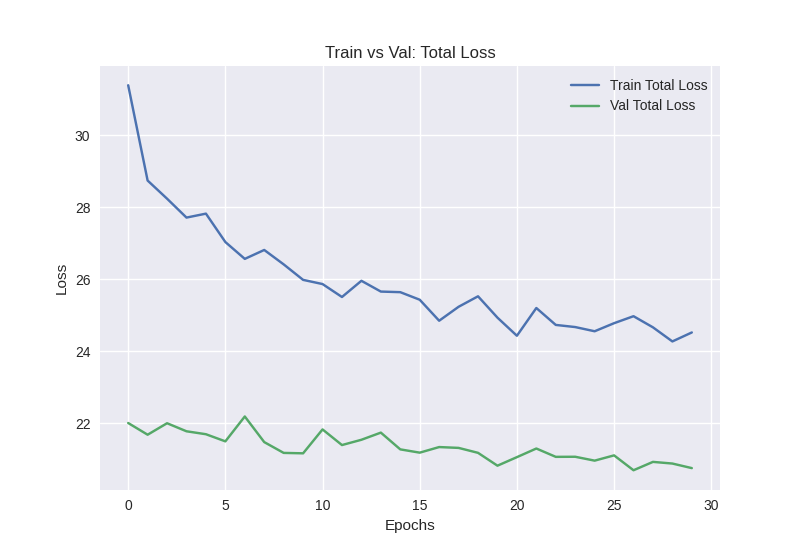 Train vs Val: Total Loss
Train Total Loss
Val Total Loss
30
28
26
24
22
Loss
0 5 10 15 20 25 30
Epochs